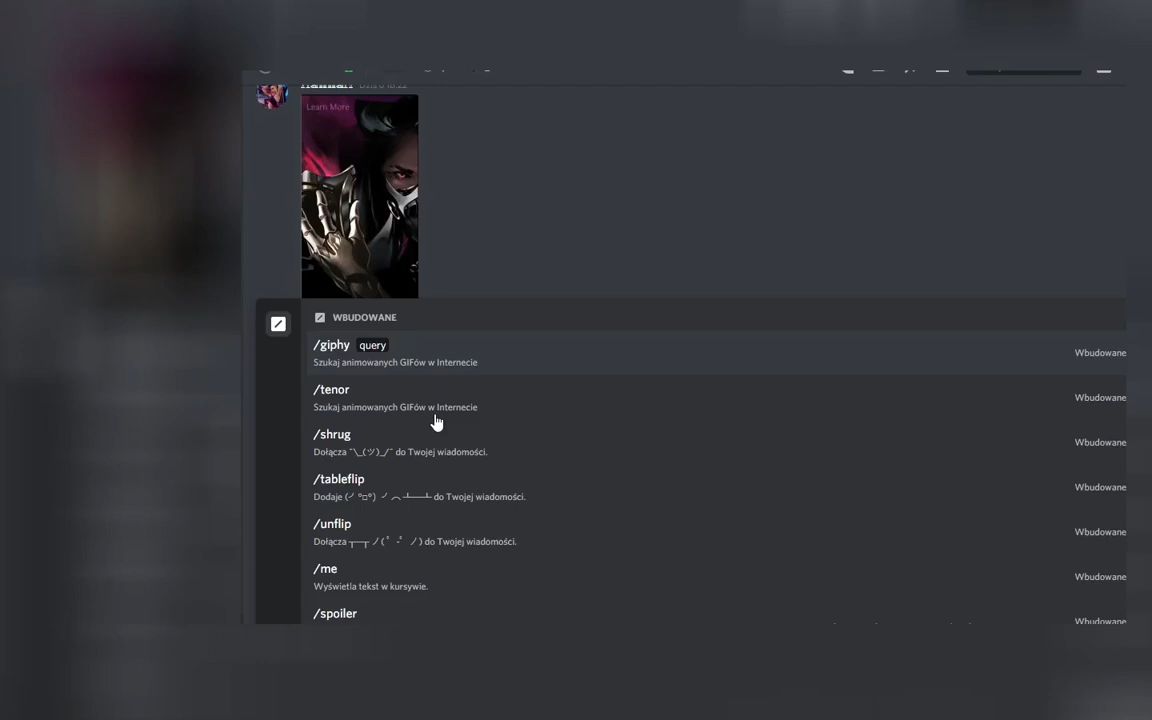 Learn More
WBUDOWANE
/giphy query
Szukaj animowanych GIFów w Internecie
Wbudowane
/tenor
Szukaj animowanych GIFów w Internecie
Wbudowane
/shrug
Dołącza ¯\_(ツ)_/¯ do Twojej wiadomości.
Wbudowane
/tableflip
Dodaje (╯°□°)╯︵ ┻━┻ do Twojej wiadomości.
Wbudowane
/unflip
Dołącza ┬─┬ ノ( ゜-゜ノ) do Twojej wiadomości.
Wbudowane
/me
Wyświetla tekst w kursywie.
Wbudowane
/spoiler
Wbudowane